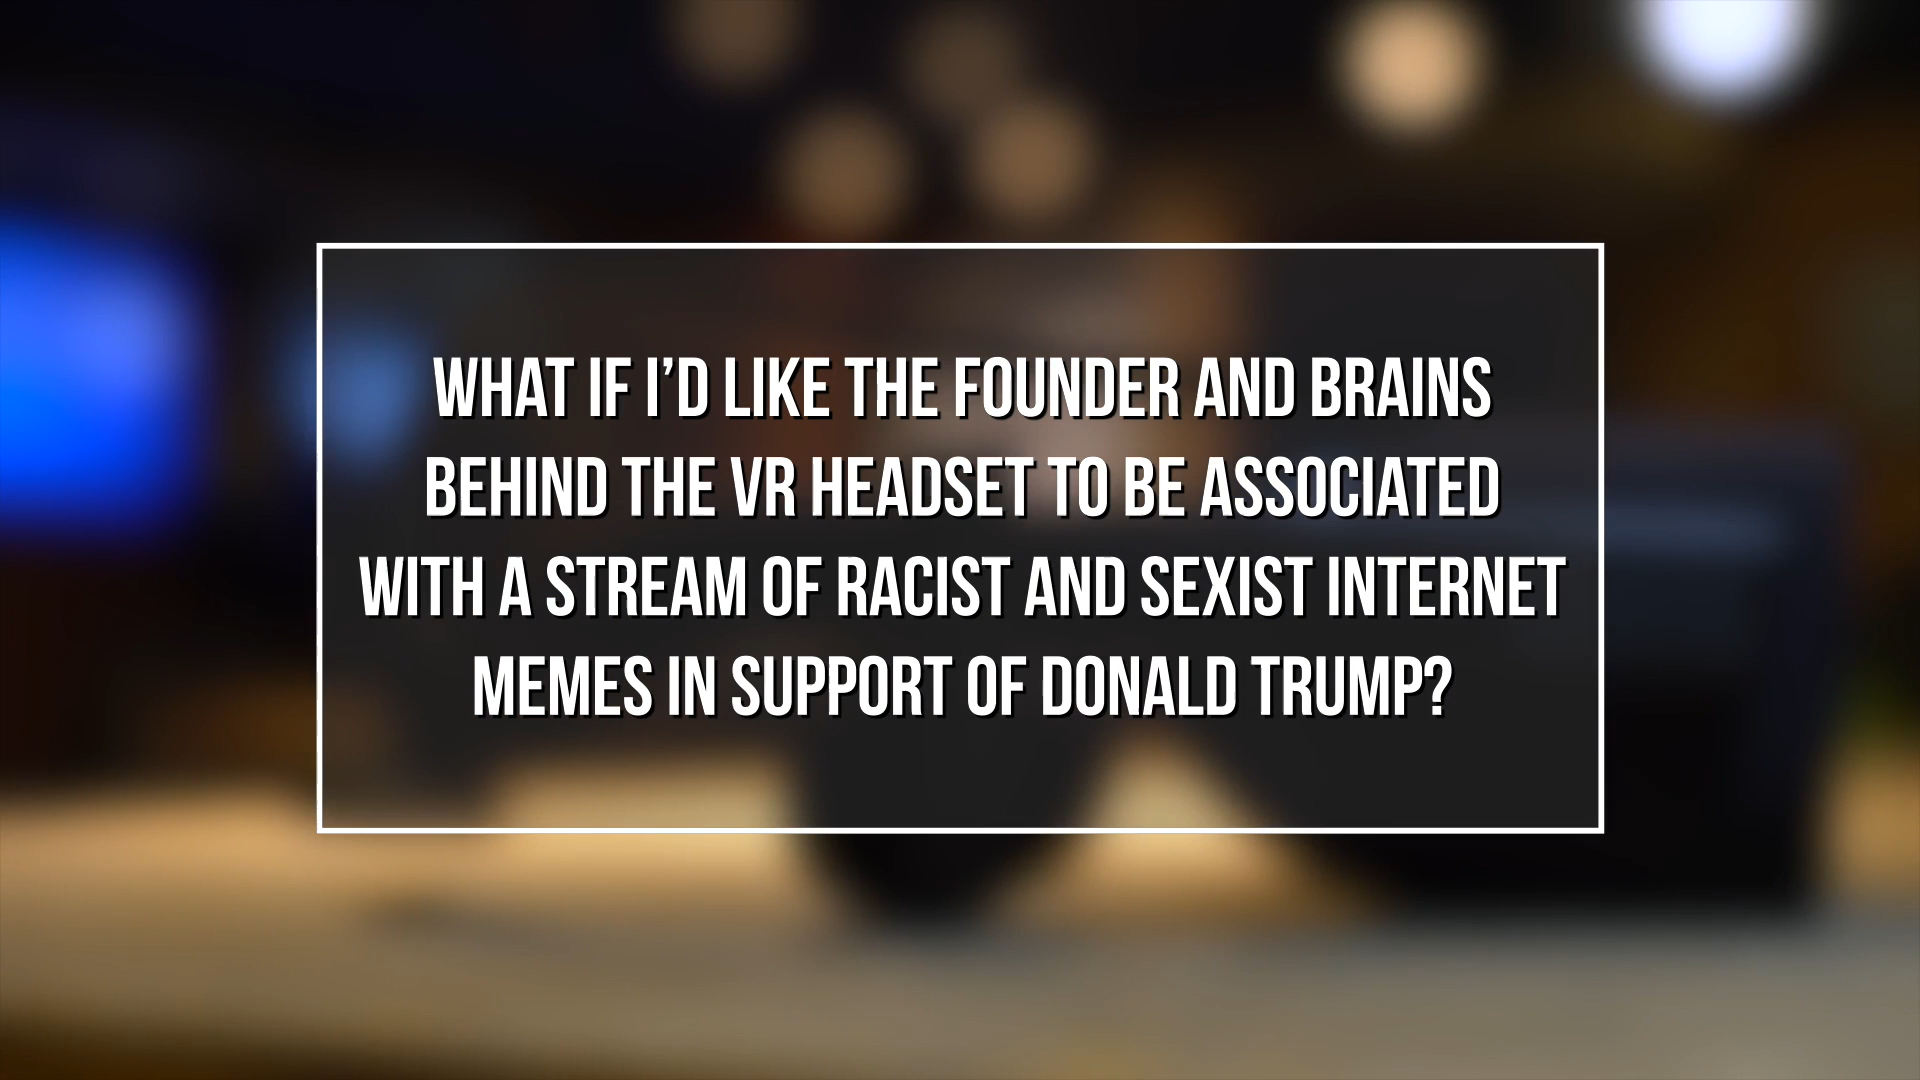 WHAT IF I'D LIKE THE FOUNDER AND BRAINS
BEHIND THE VR HEADSET TO BE ASSOCIATED
WITH A STREAM OF RACIST AND SEXIST INTERNET
MEMES IN SUPPORT OF DONALD TRUMP?